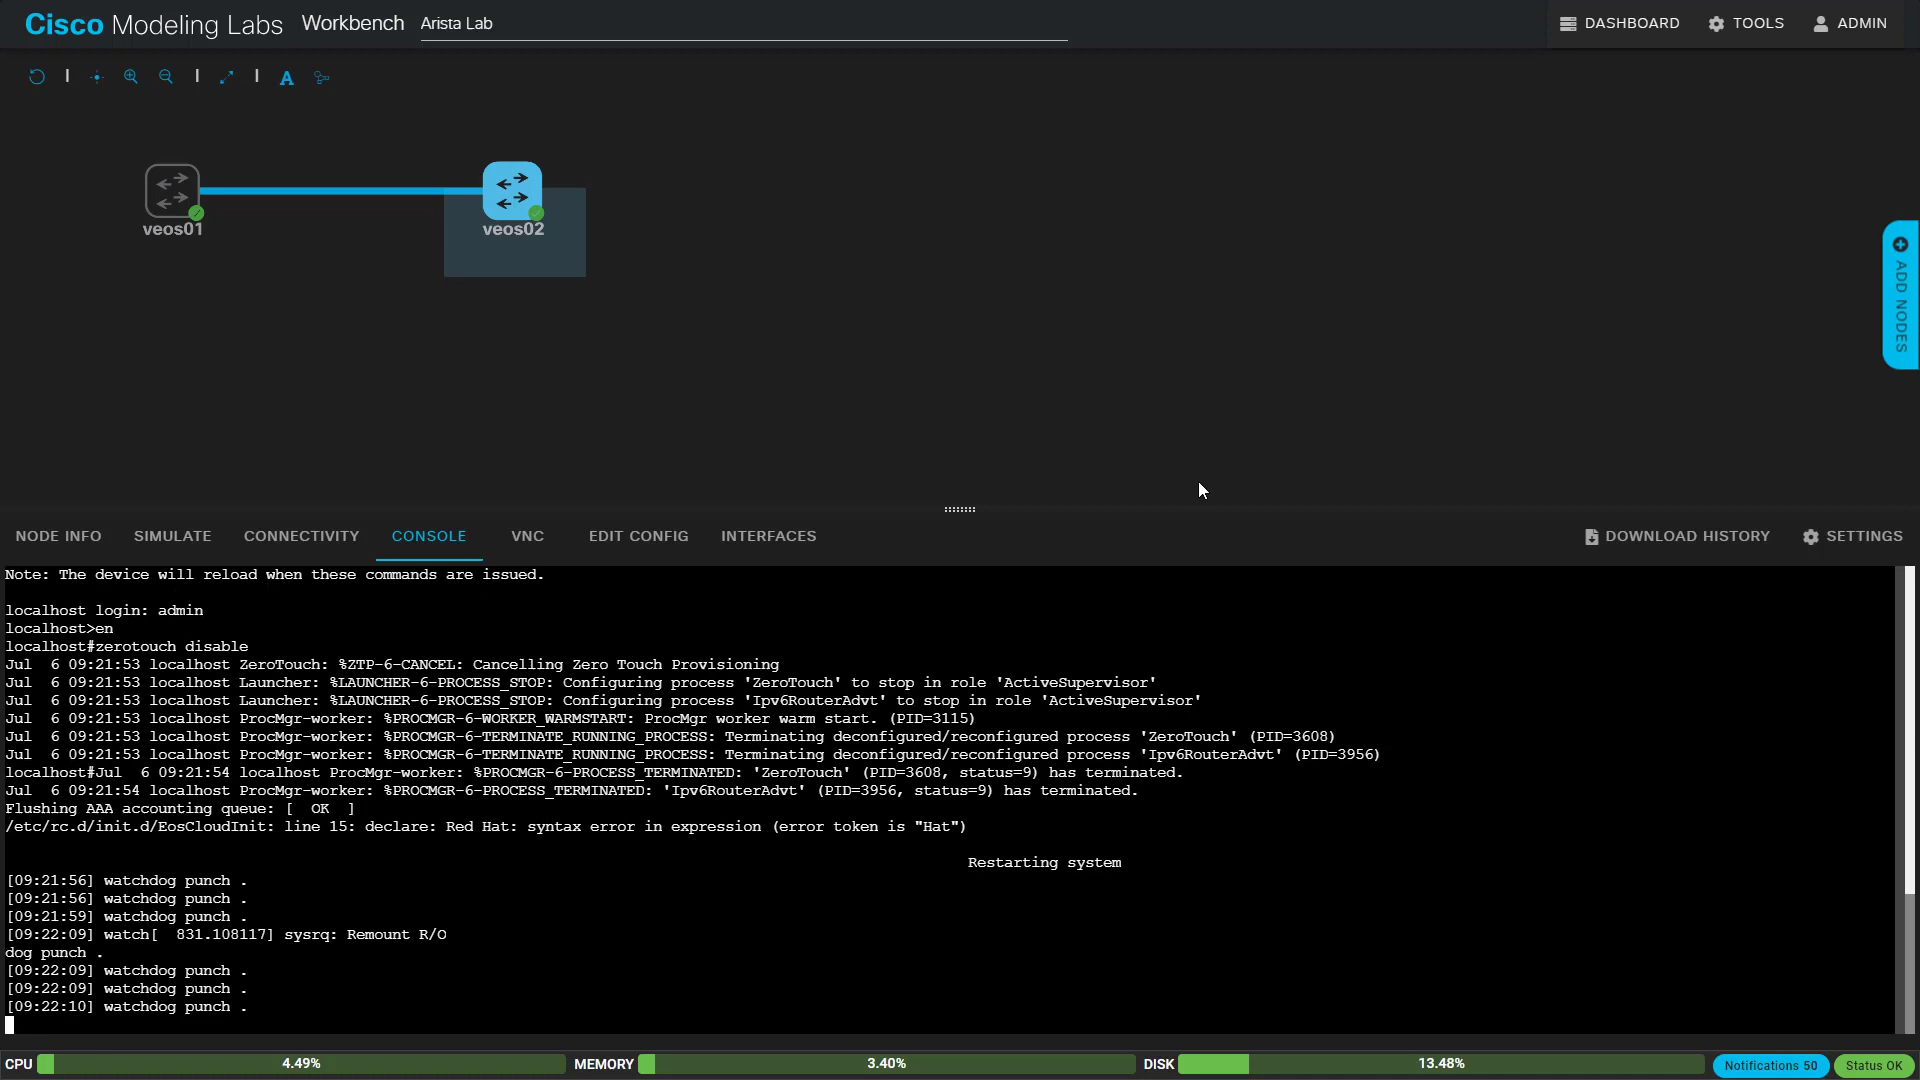 Cisco Modeling Labs Workbench Arista Lab DASHBOARD TOOLS ADMIN
A
veos01 veos02
ADD NODES
NODE INFO SIMULATE CONNECTIVITY CONSOLE VNC EDIT CONFIG INTERFACES DOWNLOAD HISTORY SETTINGS
Note: The device will reload when these commands are issued.
localhost login: admin
localhost>en
localhost#zerotouch disable
Jul  6 09:21:53 localhost ZeroTouch: %ZTP-6-CANCEL: Cancelling Zero Touch Provisioning
Jul  6 09:21:53 localhost Launcher: %LAUNCHER-6-PROCESS_STOP: Configuring process 'ZeroTouch' to stop in role 'ActiveSupervisor'
Jul  6 09:21:53 localhost Launcher: %LAUNCHER-6-PROCESS_STOP: Configuring process 'Ipv6RouterAdvt' to stop in role 'ActiveSupervisor'
Jul  6 09:21:53 localhost ProcMgr-worker: %PROCMGR-6-WORKER_WARMSTART: ProcMgr worker warm start. (PID=3115)
Jul  6 09:21:53 localhost ProcMgr-worker: %PROCMGR-6-TERMINATE_RUNNING_PROCESS: Terminating deconfigured/reconfigured process 'ZeroTouch' (PID=3608)
Jul  6 09:21:53 localhost ProcMgr-worker: %PROCMGR-6-TERMINATE_RUNNING_PROCESS: Terminating deconfigured/reconfigured process 'Ipv6RouterAdvt' (PID=3956)
localhost#Jul  6 09:21:54 localhost ProcMgr-worker: %PROCMGR-6-PROCESS_TERMINATED: 'ZeroTouch' (PID=3608, status=9) has terminated.
Jul  6 09:21:54 localhost ProcMgr-worker: %PROCMGR-6-PROCESS_TERMINATED: 'Ipv6RouterAdvt' (PID=3956, status=9) has terminated.
Flushing AAA accounting queue: [  OK  ]
/etc/rc.d/init.d/EosCloudInit: line 15: declare: Red Hat: syntax error in expression (error token is "Hat")
Restarting system
[09:21:56] watchdog punch .
[09:21:56] watchdog punch .
[09:21:59] watchdog punch .
[09:22:09] watch[  831.108117] sysrq: Remount R/O
dog punch .
[09:22:09] watchdog punch .
[09:22:09] watchdog punch .
[09:22:10] watchdog punch .
CPU 4.49% MEMORY 3.40% DISK 13.48% Notifications 50 Status OK